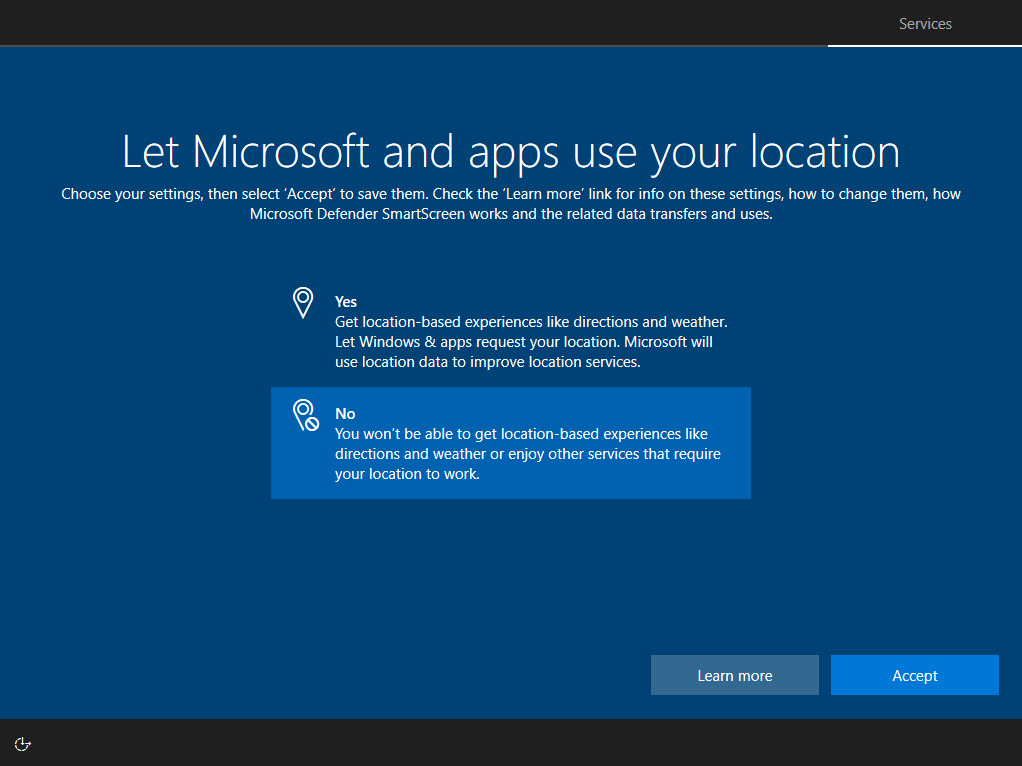 Services
Let Microsoft and apps use your location
Choose your settings, then select ‘Accept’ to save them. Check the ‘Learn more’ link for info on these settings, how to change them, how
Microsoft Defender SmartScreen works and the related data transfers and uses.
Yes
Get location-based experiences like directions and weather.
Let Windows & apps request your location. Microsoft will
use location data to improve location services.
No
You won’t be able to get location-based experiences like
directions and weather or enjoy other services that require
your location to work.
Learn more
Accept